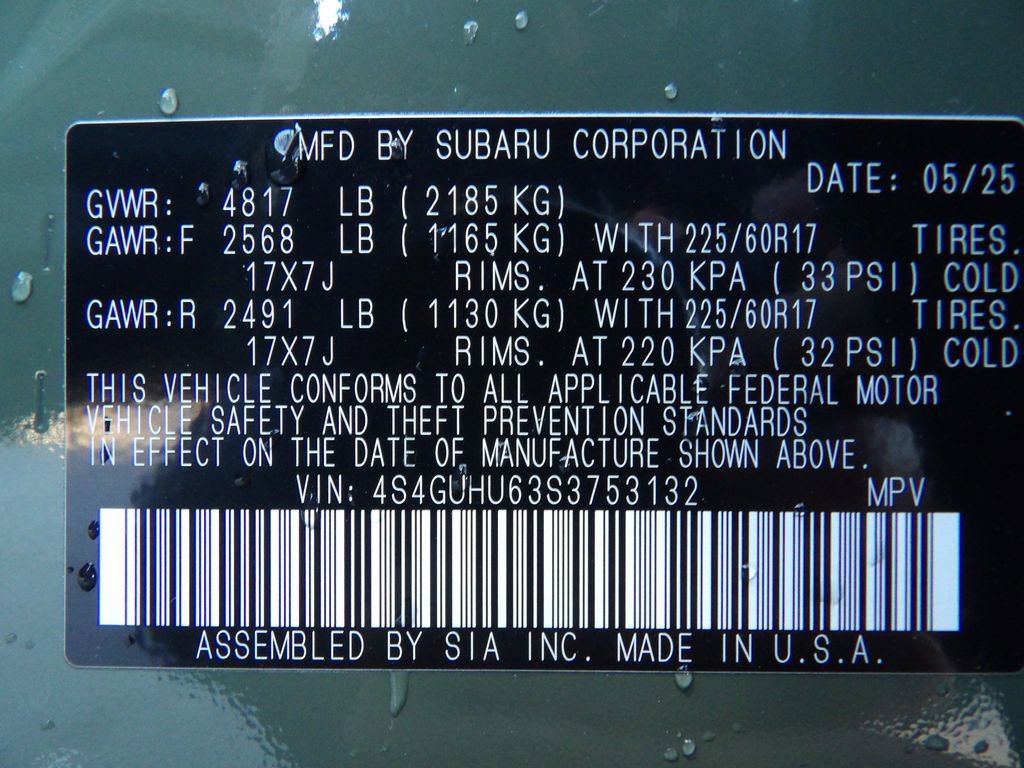 MFD BY SUBARU CORPORATION
DATE: 05/25
GVWR: 4817 LB (2185 KG)
GAWR:F 2568 LB (1165 KG) WITH 225/60R17 TIRES.
17X7J RIMS. AT 230 KPA (33 PSI) COLD
GAWR:R 2491 LB (1130 KG) WITH 225/60R17 TIRES.
17X7J RIMS. AT 220 KPA (32 PSI) COLD
THIS VEHICLE CONFORMS TO ALL APPLICABLE FEDERAL MOTOR
VEHICLE SAFETY AND THEFT PREVENTION STANDARDS
IN EFFECT ON THE DATE OF MANUFACTURE SHOWN ABOVE.
VIN: 4S4GUHU63S3753132 MPV
ASSEMBLED BY SIA INC. MADE IN U.S.A.